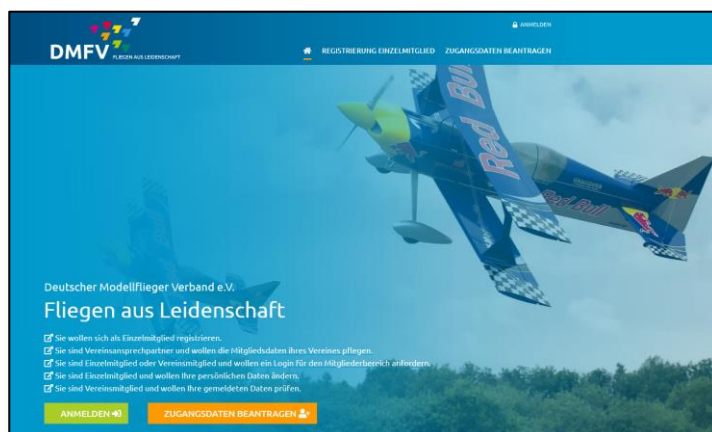 ANMELDEN
DMFV FLIEGEN AUS LEIDENSCHAFT
REGISTRIERUNG EINZELMITGLIED ZUGANGSDATEN BEANTRAGEN
Red Bull
Red Bull
Deutscher Modellflieger Verband e.V.
Fliegen aus Leidenschaft
Sie wollen sich als Einzelmitglied registrieren.
Sie sind Vereinsansprechpartner und wollen die Mitgliedsdaten ihres Vereines pflegen.
Sie sind Einzelmitglied oder Vereinsmitglied und wollen ein Login für den Mitgliederbereich anfordern.
Sie sind Einzelmitglied und wollen Ihre persönlichen Daten ändern.
Sie sind Vereinsmitglied und wollen Ihre gemeldeten Daten prüfen.
ANMELDEN ZUGANGSDATEN BEANTRAGEN